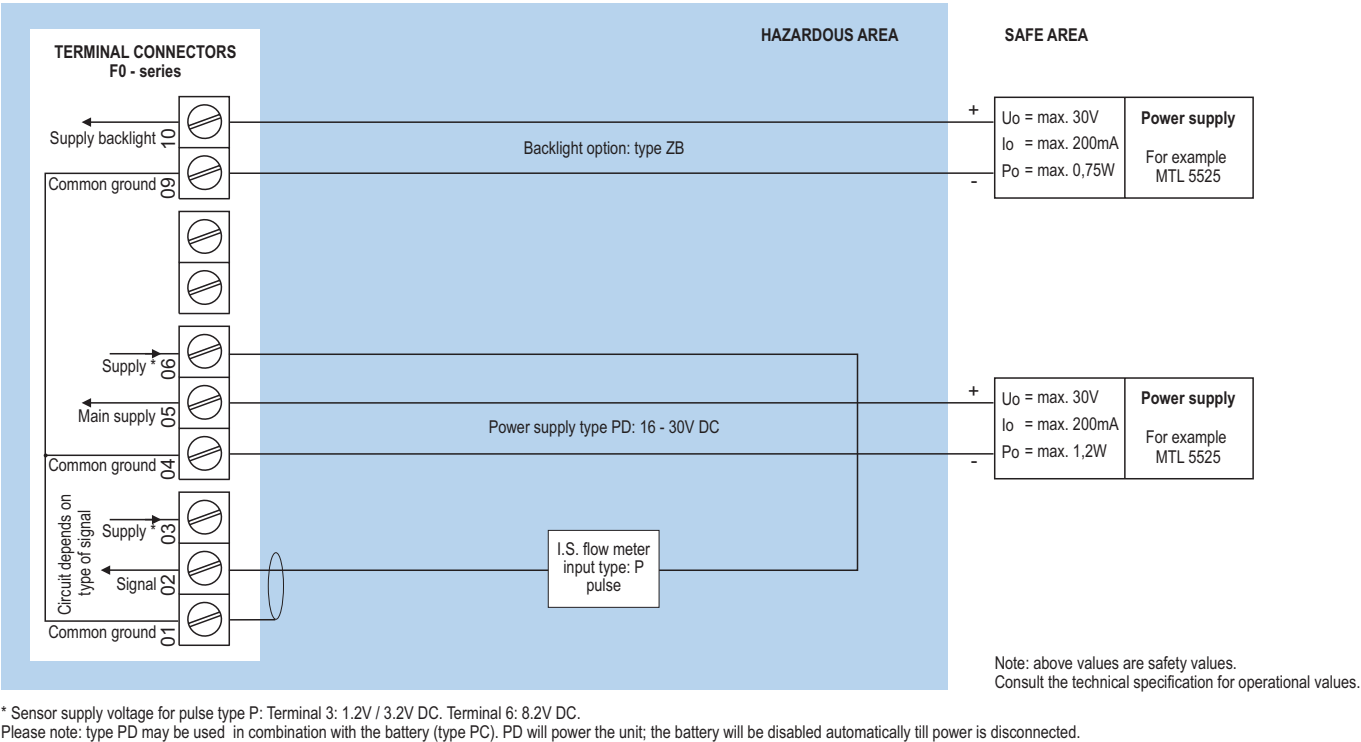 HAZARDOUS AREA
SAFE AREA
TERMINAL CONNECTORS
F0 - series
Supply backlight
10
Common ground
09
Backlight option: type ZB
+
-
Uo = max. 30V
Io = max. 200mA
Po = max. 0,75W
Power supply
For example
MTL 5525
Supply *
06
Main supply
05
Common ground
04
Power supply type PD: 16 - 30V DC
+
-
Uo = max. 30V
Io = max. 200mA
Po = max. 1,2W
Power supply
For example
MTL 5525
Circuit depends on
type of signal
Supply *
03
Signal
02
Common ground
01
I.S. flow meter
input type: P
pulse
Note: above values are safety values.
Consult the technical specification for operational values.
* Sensor supply voltage for pulse type P: Terminal 3: 1.2V / 3.2V DC. Terminal 6: 8.2V DC.
Please note: type PD may be used in combination with the battery (type PC). PD will power the unit; the battery will be disabled automatically till power is disconnected.